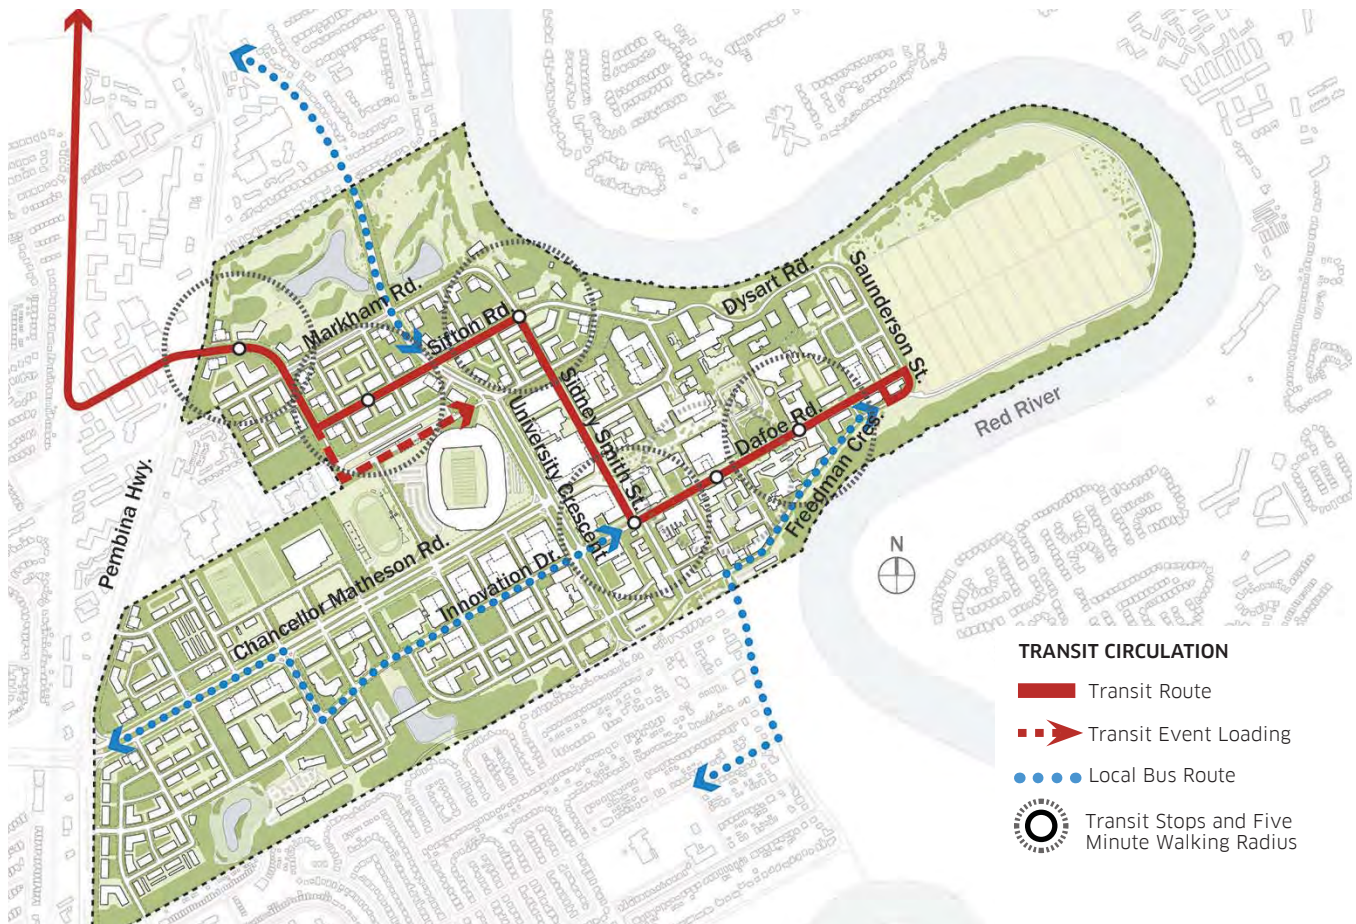 Markham Rd.
Sifton Rd.
Dysart Rd.
Saunderson St.
Sidney Smith St.
University Crescent
Dafoe Rd.
Freedman Cres.
Red River
Pembina Hwy.
Chancellor Matheson Rd.
Innovation Dr.
N
TRANSIT CIRCULATION
Transit Route
Transit Event Loading
Local Bus Route
Transit Stops and Five
Minute Walking Radius